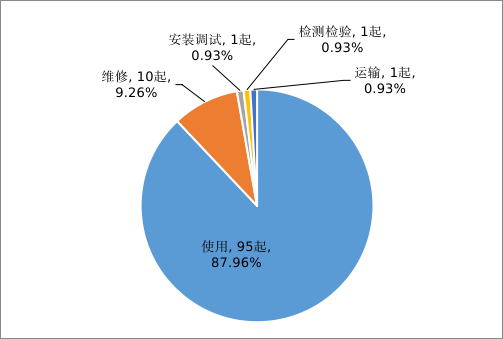 安装调试, 1起,
0.93%
检测检验, 1起,
0.93%
维修, 10起,
9.26%
运输, 1起,
0.93%
使用, 95起,
87.96%